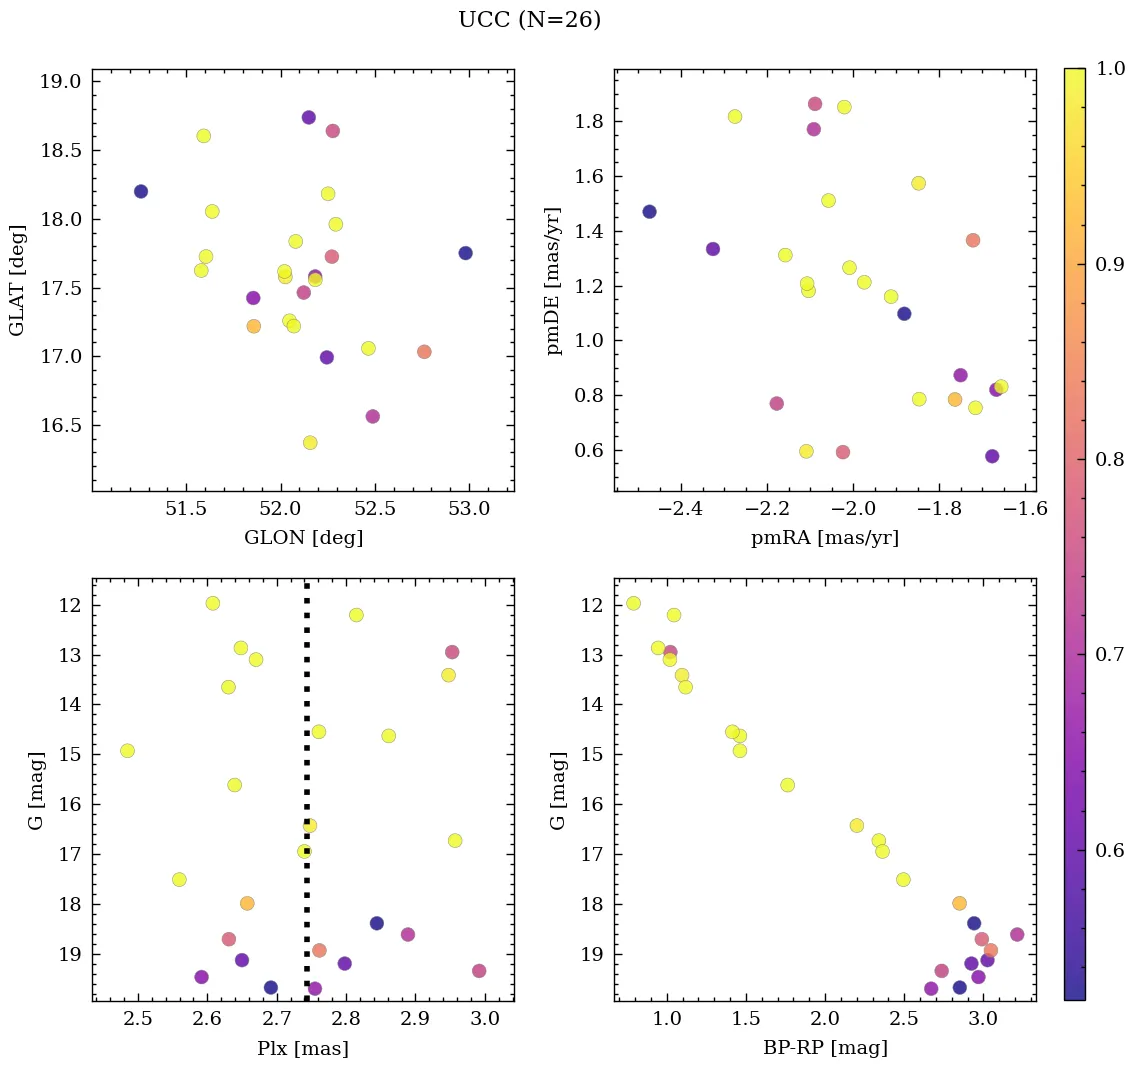 UCC (N=26)
19.0
18.5
18.0
17.5
17.0
16.5
GLAT [deg]
51.5 52.0 52.5 53.0
GLON [deg]
1.8
1.6
1.4
1.2
1.0
0.8
0.6
pmDE [mas/yr]
−2.4 −2.2 −2.0 −1.8 −1.6
pmRA [mas/yr]
12
13
14
15
16
17
18
19
G [mag]
2.5 2.6 2.7 2.8 2.9 3.0
Plx [mas]
12
13
14
15
16
17
18
19
G [mag]
1.0 1.5 2.0 2.5 3.0
BP-RP [mag]
1.0
0.9
0.8
0.7
0.6